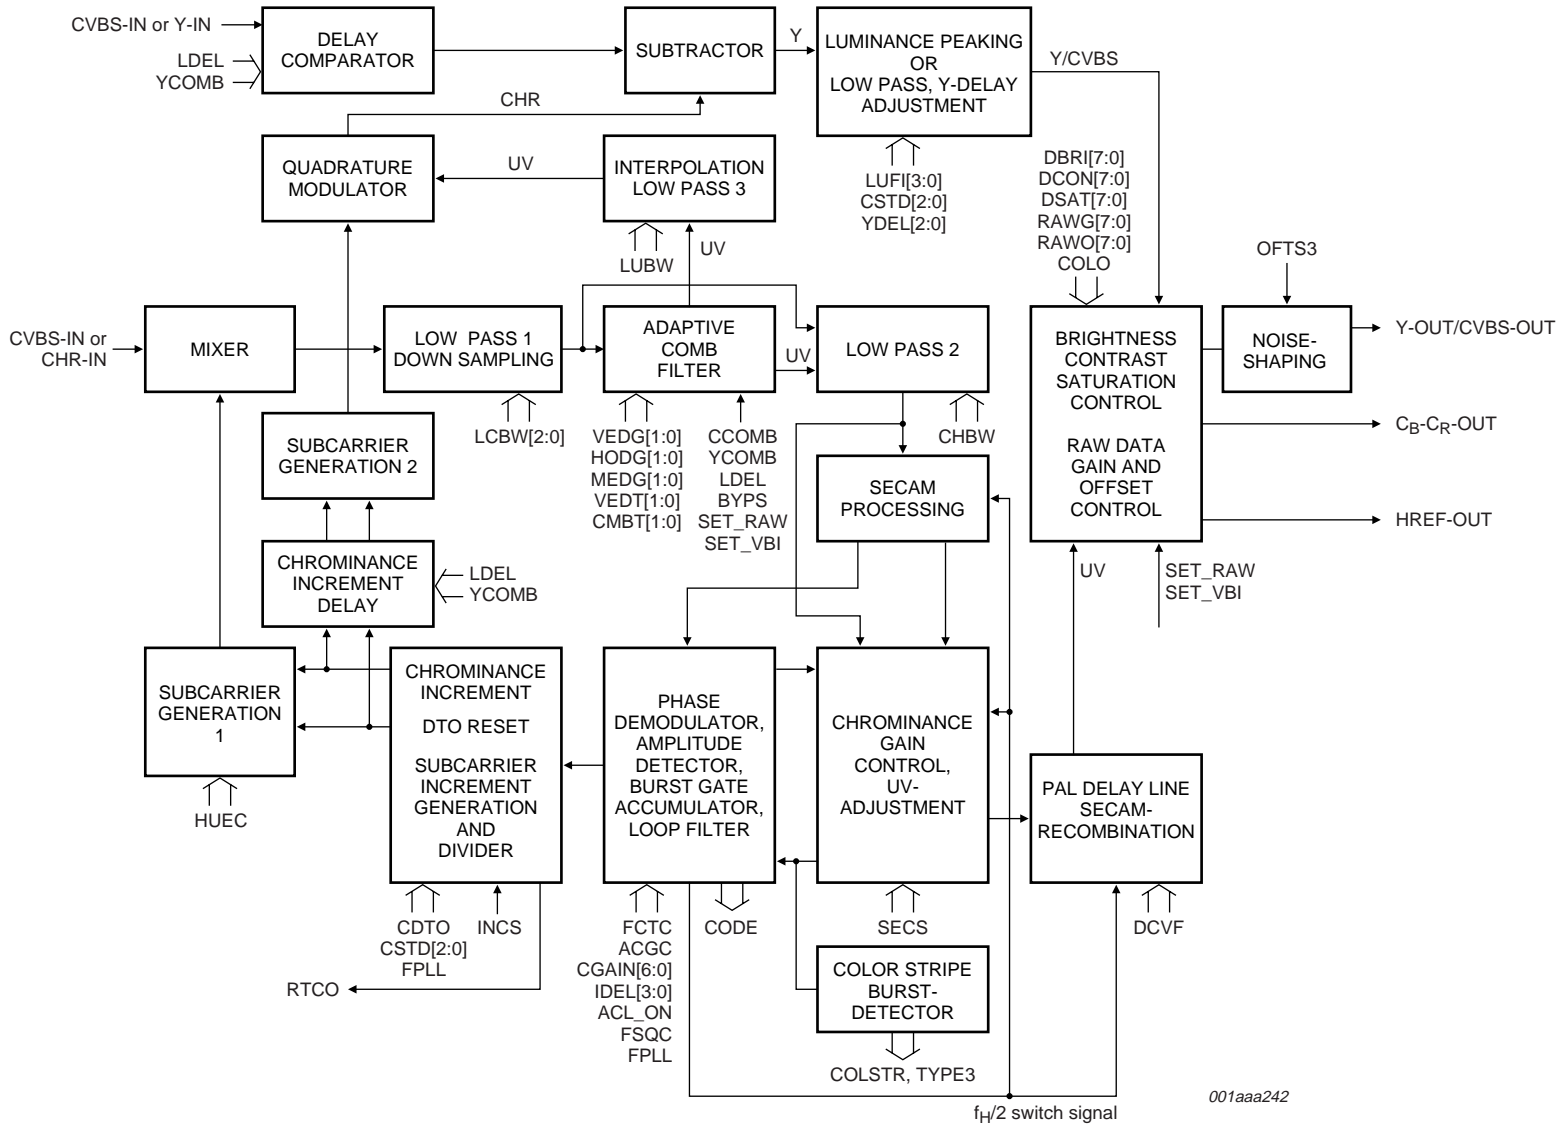 CVBS-IN or Y-IN
LDEL
YCOMB
DELAY
COMPARATOR
SUBTRACTOR
Y
LUMINANCE PEAKING
OR
LOW PASS, Y-DELAY
ADJUSTMENT
Y/CVBS
CHR
QUADRATURE
MODULATOR
UV
INTERPOLATION
LOW PASS 3
LUFI[3:0]
CSTD[2:0]
YDEL[2:0]
DBRI[7:0]
DCON[7:0]
DSAT[7:0]
RAWG[7:0]
RAWO[7:0]
COLO
OFTS3
LUBW
UV
CVBS-IN or
CHR-IN
MIXER
LOW PASS 1
DOWN SAMPLING
ADAPTIVE
COMB
FILTER
UV
LOW PASS 2
BRIGHTNESS
CONTRAST
SATURATION
CONTROL
RAW DATA
GAIN AND
OFFSET
CONTROL
NOISE-
SHAPING
Y-OUT/CVBS-OUT
CB-CR-OUT
HREF-OUT
SUBCARRIER
GENERATION 2
LCBW[2:0]
VEDG[1:0]
HODG[1:0]
MEDG[1:0]
VEDT[1:0]
CMBT[1:0]
CCOMB
YCOMB
LDEL
BYPS
SET_RAW
SET_VBI
CHBW
SECAM
PROCESSING
CHROMINANCE
INCREMENT
DELAY
LDEL
YCOMB
UV
SET_RAW
SET_VBI
SUBCARRIER
GENERATION
1
HUEC
CHROMINANCE
INCREMENT
DTO RESET
SUBCARRIER
INCREMENT
GENERATION
AND
DIVIDER
PHASE
DEMODULATOR,
AMPLITUDE
DETECTOR,
BURST GATE
ACCUMULATOR,
LOOP FILTER
CHROMINANCE
GAIN
CONTROL,
UV-
ADJUSTMENT
PAL DELAY LINE
SECAM-
RECOMBINATION
CDTO
CSTD[2:0]
FPLL
INCS
RTCO
FCTC
ACGC
CGAIN[6:0]
IDEL[3:0]
ACL_ON
FSQC
FPLL
CODE
SECS
DCVF
COLOR STRIPE
BURST-
DETECTOR
COLSTR, TYPE3
fH/2 switch signal
001aaa242